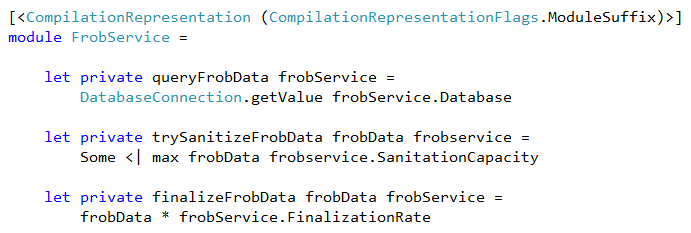 [<CompilationRepresentation (CompilationRepresentationFlags.ModuleSuffix)>]
module FrobService =
    let private queryFrobData frobService =
        DatabaseConnection.getValue frobService.Database
    let private trySanitizeFrobData frobData frobservice =
        Some <| max frobData frobservice.SanitationCapacity
    let private finalizeFrobData frobData frobService =
        frobData * frobService.FinalizationRate